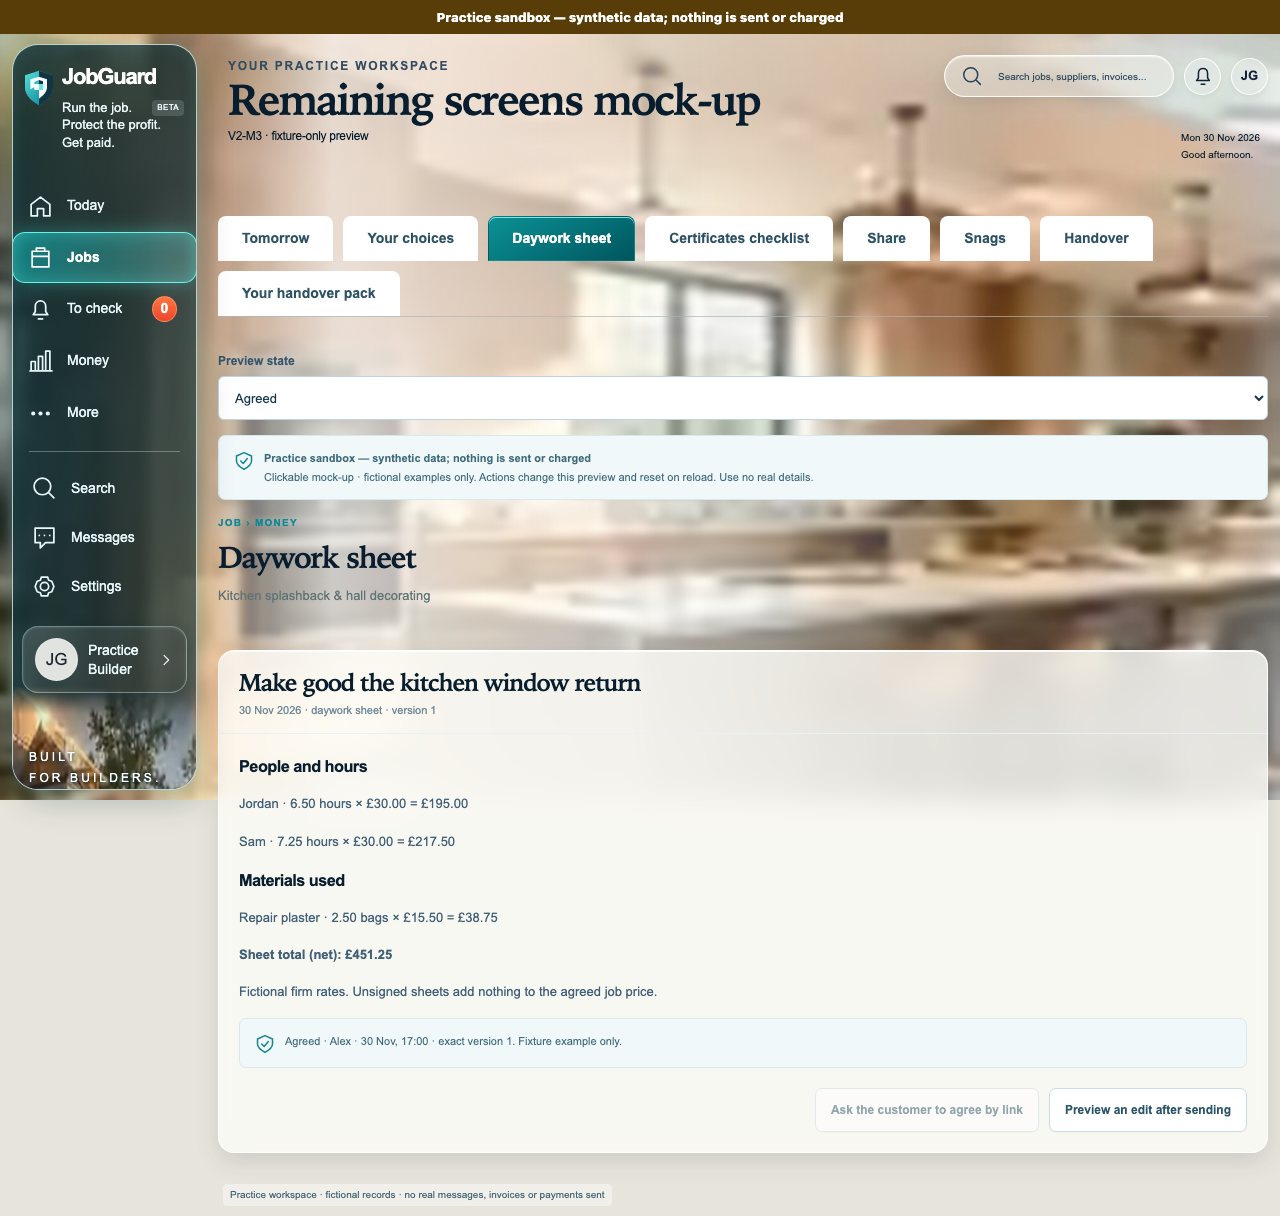 Practice sandbox — synthetic data; nothing is sent or charged
JobGuard
Run the job.
Protect the profit.
Get paid.
BETA
Today
Jobs
To check
0
Money
More
Search
Messages
Settings
JG
Practice
Builder
BUILT
FOR BUILDERS.
YOUR PRACTICE WORKSPACE
Remaining screens mock-up
V2-M3 · fixture-only preview
Search jobs, suppliers, invoices...
JG
Mon 30 Nov 2026
Good afternoon.
Tomorrow
Your choices
Daywork sheet
Certificates checklist
Share
Snags
Handover
Your handover pack
Preview state
Agreed
Practice sandbox — synthetic data; nothing is sent or charged
Clickable mock-up · fictional examples only. Actions change this preview and reset on reload. Use no real details.
JOB › MONEY
Daywork sheet
Kitchen splashback & hall decorating
Make good the kitchen window return
30 Nov 2026 · daywork sheet · version 1
People and hours
Jordan · 6.50 hours × £30.00 = £195.00
Sam · 7.25 hours × £30.00 = £217.50
Materials used
Repair plaster · 2.50 bags × £15.50 = £38.75
Sheet total (net): £451.25
Fictional firm rates. Unsigned sheets add nothing to the agreed job price.
Agreed · Alex · 30 Nov, 17:00 · exact version 1. Fixture example only.
Ask the customer to agree by link
Preview an edit after sending
Practice workspace · fictional records · no real messages, invoices or payments sent